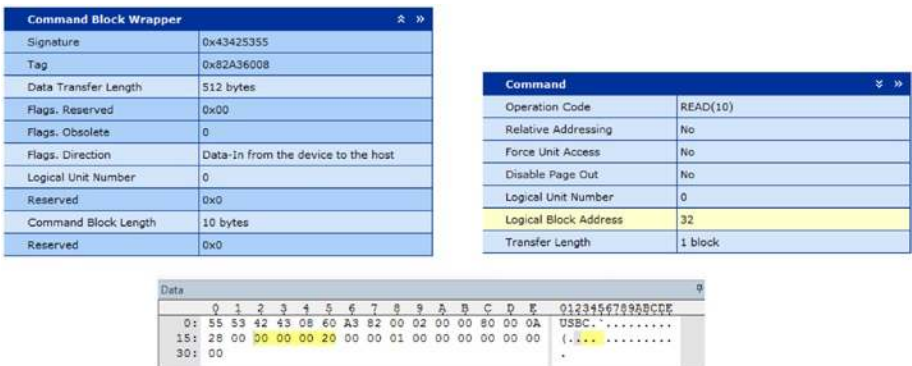 Command Block Wrapper
Signature 0x43425355
Tag 0x82A36008
Data Transfer Length 512 bytes
Flags. Reserved 0x00
Flags. Obsolete 0
Flags. Direction Data-In from the device to the host
Logical Unit Number 0
Reserved 0x0
Command Block Length 10 bytes
Reserved 0x0
Command
Operation Code READ(10)
Relative Addressing No
Force Unit Access No
Disable Page Out No
Logical Unit Number 0
Logical Block Address 32
Transfer Length 1 block
Data
0 1 2 3 4 5 6 7 8 9 A B C D E 0123456789ABCDE
0: 55 53 42 43 08 60 A3 82 00 02 00 00 80 00 0A USBC.`.........
15: 28 00 00 00 00 20 00 00 01 00 00 00 00 00 00 (.... .........
30: 00 .